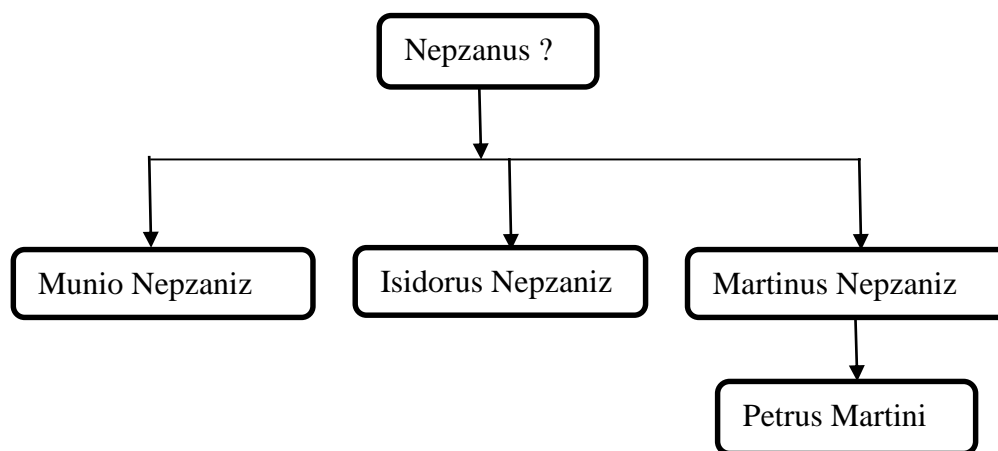 Nepzanus ?
Munio Nepzaniz
Isidorus Nepzaniz
Martinus Nepzaniz
Petrus Martini